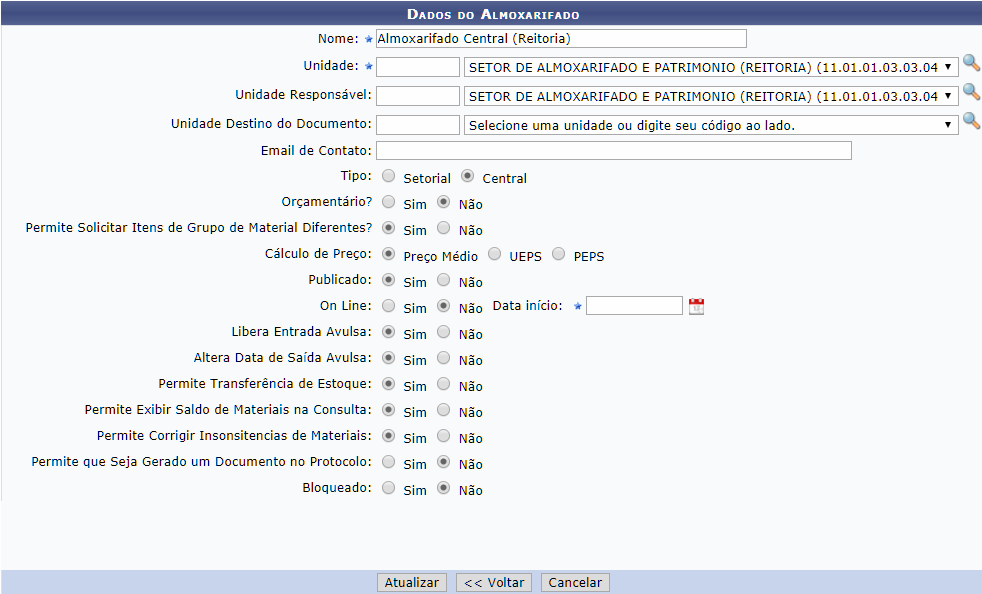 Dados do Almoxarifado
Nome: Almoxarifado Central (Reitoria)
Unidade: SETOR DE ALMOXARIFADO E PATRIMONIO (REITORIA) (11.01.01.03.03.04
Unidade Responsável: SETOR DE ALMOXARIFADO E PATRIMONIO (REITORIA) (11.01.01.03.03.04
Unidade Destino do Documento: Selecione uma unidade ou digite seu código ao lado.
Email de Contato:
Tipo: Setorial Central
Orçamentário? Sim Não
Permite Solicitar Itens de Grupo de Material Diferentes? Sim Não
Cálculo de Preço: Preço Médio UEPS PEPS
Publicado: Sim Não
On Line: Sim Não Data início:
Libera Entrada Avulsa: Sim Não
Altera Data de Saída Avulsa: Sim Não
Permite Transferência de Estoque: Sim Não
Permite Exibir Saldo de Materiais na Consulta: Sim Não
Permite Corrigir Insonsitencias de Materiais: Sim Não
Permite que Seja Gerado um Documento no Protocolo: Sim Não
Bloqueado: Sim Não
Atualizar << Voltar Cancelar